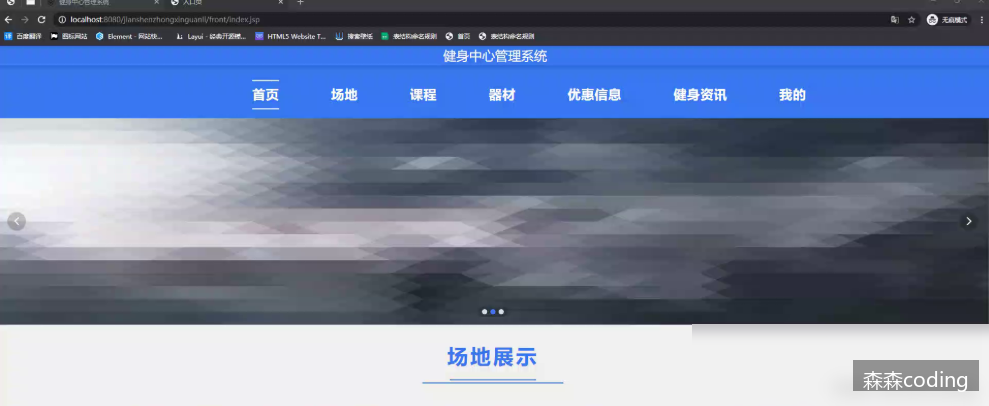 健身中心管理系统
入口页
localhost:8080/jianshenzhongxinguanli/front/index.jsp
无痕模式
百度翻译 图标网站 Element - 网站快... Layui - 经典开源模... HTML5 Website T... 搜索壁纸 表结构命名规则 首页 表结构命名规则
健身中心管理系统
首页 场地 课程 器材 优惠信息 健身资讯 我的
场地展示
森森coding